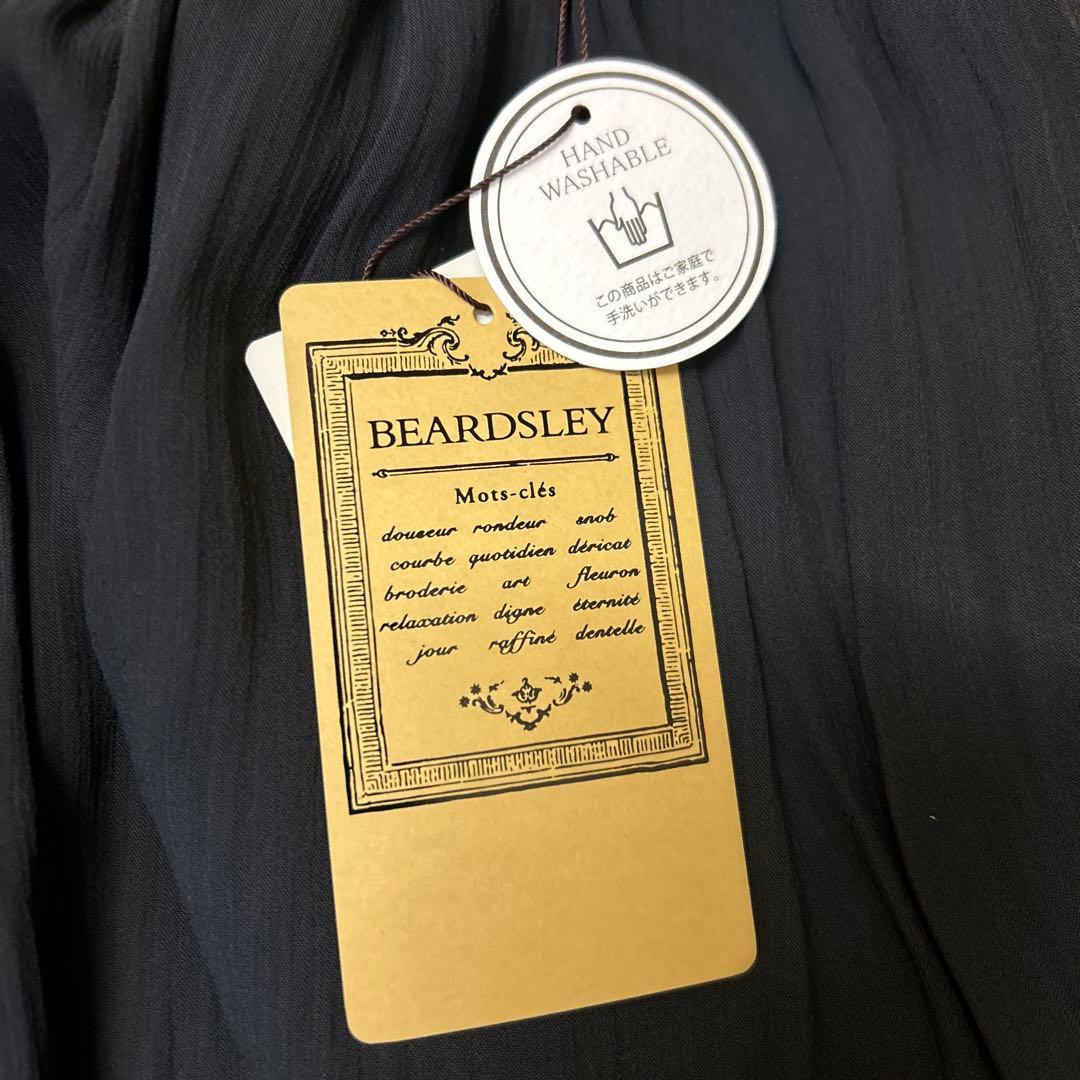 HAND
WASHABLE
この商品はご家庭で
手洗いができます。
BEARDSLEY
Mots-clés
douseur rondeur snob
courbe quotidien déricat
broderie art fleuron
relaxation digne éternité
jour raffiné dentelle